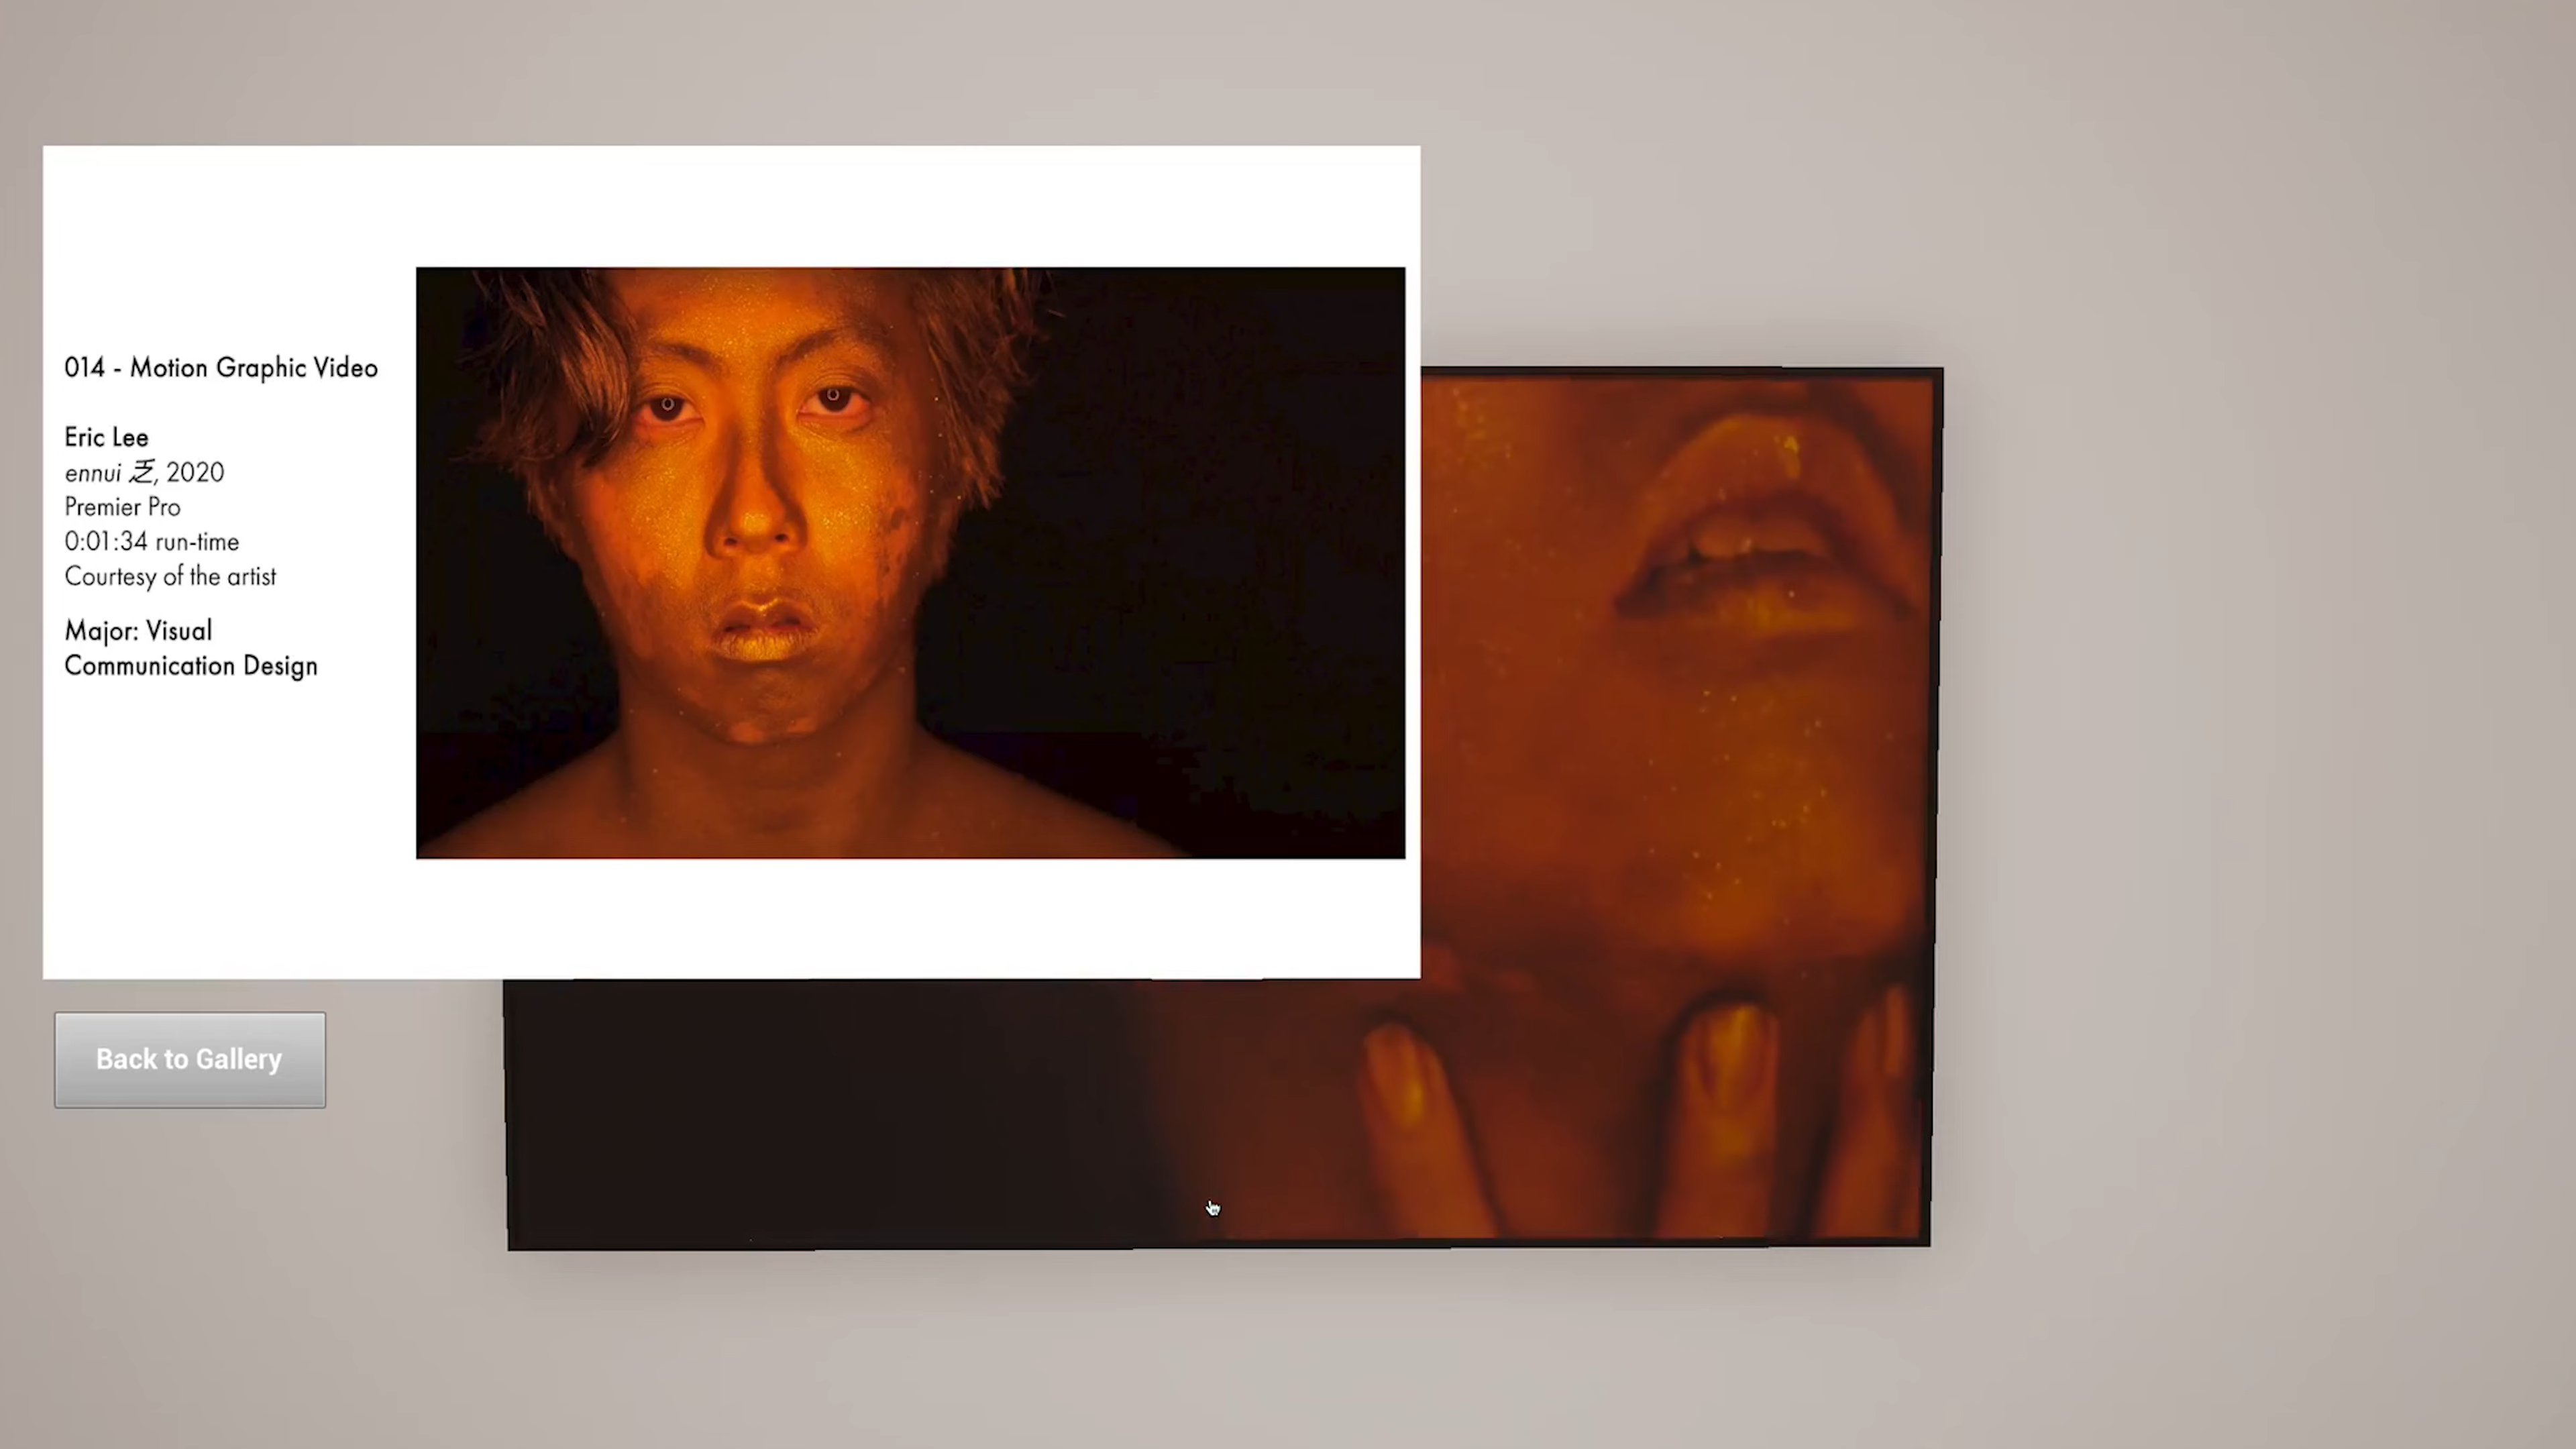 014 - Motion Graphic Video
Eric Lee
ennui 乏, 2020
Premier Pro
0:01:34 run-time
Courtesy of the artist
Major: Visual
Communication Design
Back to Gallery